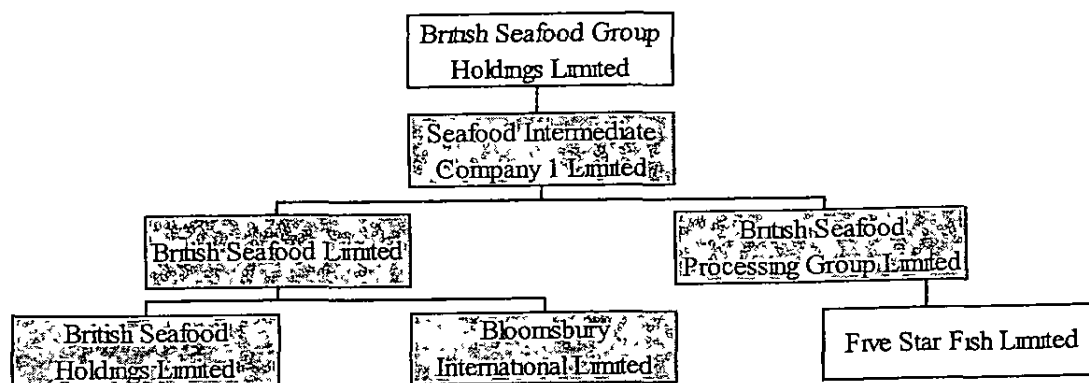 British Seafood Group
Holdings Limited
Seafood Intermediate
Company 1 Limited
British Seafood Limited
British Seafood
Processing Group Limited
British Seafood
Holdings Limited
Bloomsbury
International Limited
Five Star Fish Limited